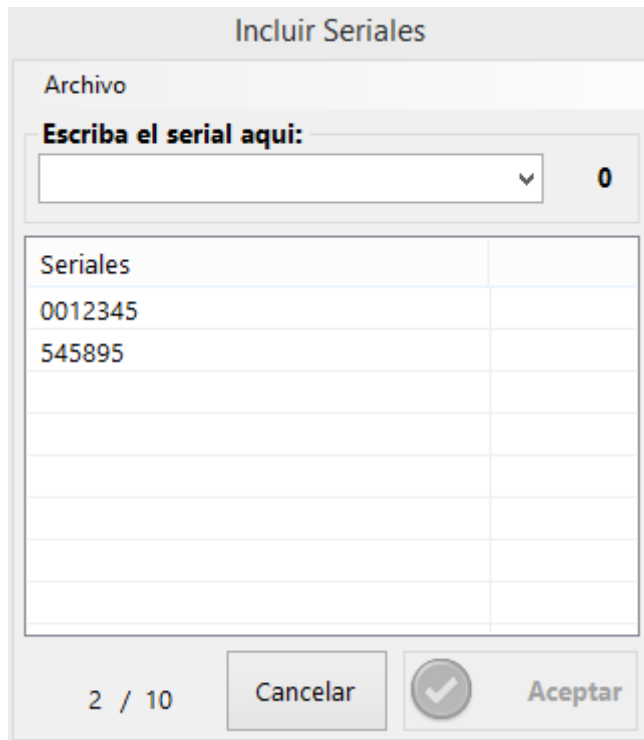 Incluir Seriales
Archivo
Escriba el serial aqui:
0
Seriales
0012345
545895
2 / 10
Cancelar
Aceptar